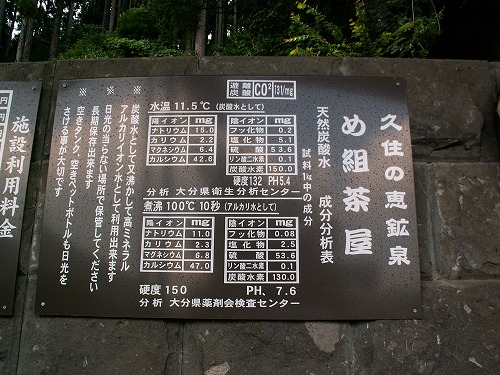 久住の恵鉱泉
め組茶屋
天然炭酸水 成分分析表
試料1kg中の成分
遊離炭酸 CO² 131/mg
水温 11.5℃ (炭酸水として)
陽イオン mg
ナトリウム 15.0
カリウム 2.2
マグネシウム 6.4
カルシウム 42.6
陰イオン mg
フッ化物 0.2
塩化物 5.1
硫酸 53.6
リン酸二水素 0.1
炭酸水素 150.0
硬度132 PH5.4
分析 大分県衛生分析センター
煮沸 100℃ 10秒 (アルカリ水として)
陽イオン mg
ナトリウム 11.0
カリウム 2.3
マグネシウム 6.8
カルシウム 47.0
陰イオン mg
フッ化物 0.08
塩化物 2.5
硫酸 53.6
リン酸二水素 0.1
炭酸水素 130.0
硬度 150 PH、7.6
分析 大分県薬剤会検査センター
※ 炭酸水として又沸かして高ミネラル
アルカリイオン水として利用出来ます
※ 長期保存出来ます
日光の当らない場所で保管してください
※ 空きタンク、空きペットボトルも日光を
さける事が大切です
施設利用料金
円
円